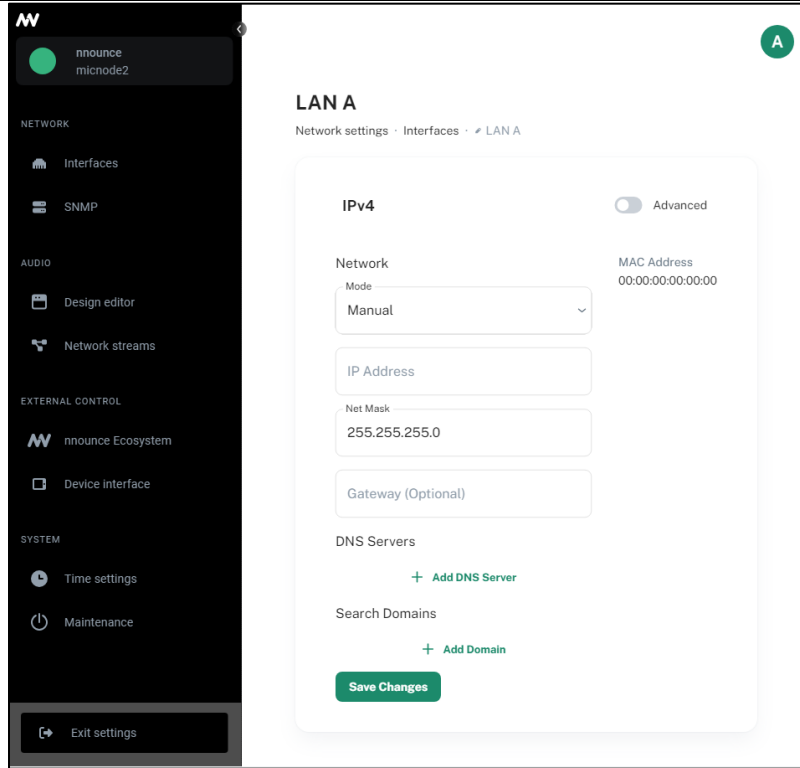 nnounce
micnode2
NETWORK
Interfaces
SNMP
AUDIO
Design editor
Network streams
EXTERNAL CONTROL
nnounce Ecosystem
Device interface
SYSTEM
Time settings
Maintenance
Exit settings
A
LAN A
Network settings · Interfaces · LAN A
IPv4
Advanced
Network
MAC Address
00:00:00:00:00:00
Mode
Manual
IP Address
Net Mask
255.255.255.0
Gateway (Optional)
DNS Servers
+ Add DNS Server
Search Domains
+ Add Domain
Save Changes